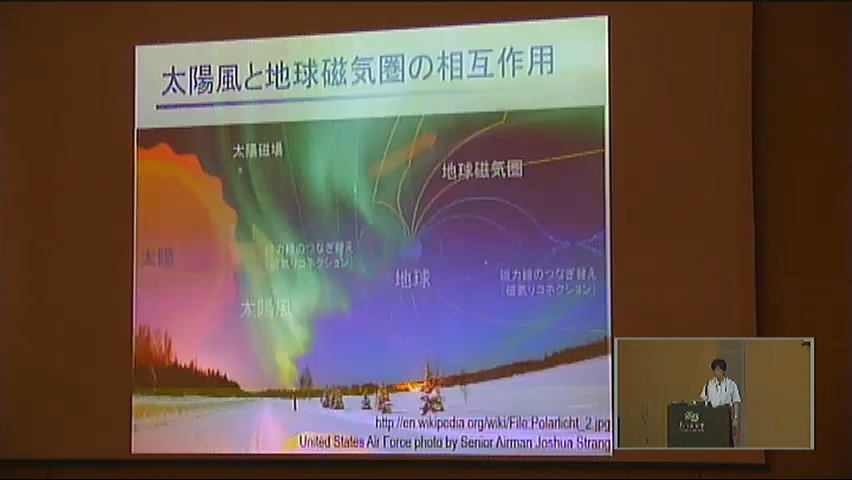 太陽風と地球磁気圏の相互作用
太陽磁場
地球磁気圏
太陽
磁力線のつなぎ替え
（磁気リコネクション）
地球
磁力線のつなぎ替え
（磁気リコネクション）
太陽風
http://en.wikipedia.org/wiki/File:Polarlicht_2.jpg
United States Air Force photo by Senior Airman Joshua Strang